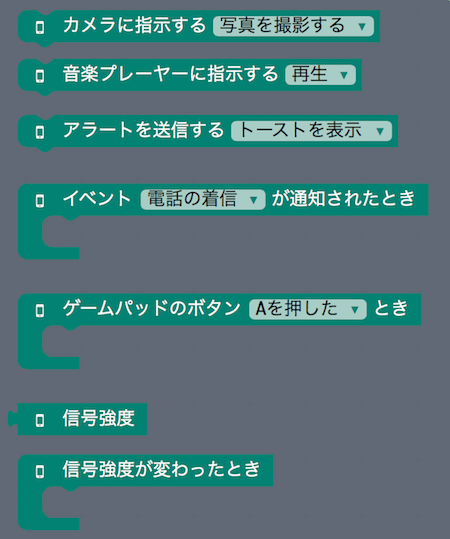 カメラに指示する 写真を撮影する
音楽プレーヤーに指示する 再生
アラートを送信する トーストを表示
イベント 電話の着信 が通知されたとき
ゲームパッドのボタン Aを押した とき
信号強度
信号強度が変わったとき